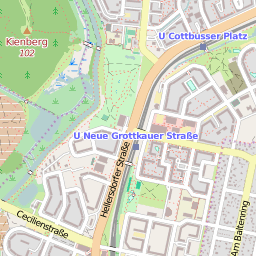 U Cottbusser Platz
Kienberg
102
U Neue Grottkauer Straße
Hellersdorfer Straße
Cecilienstraße
Am Baltenring